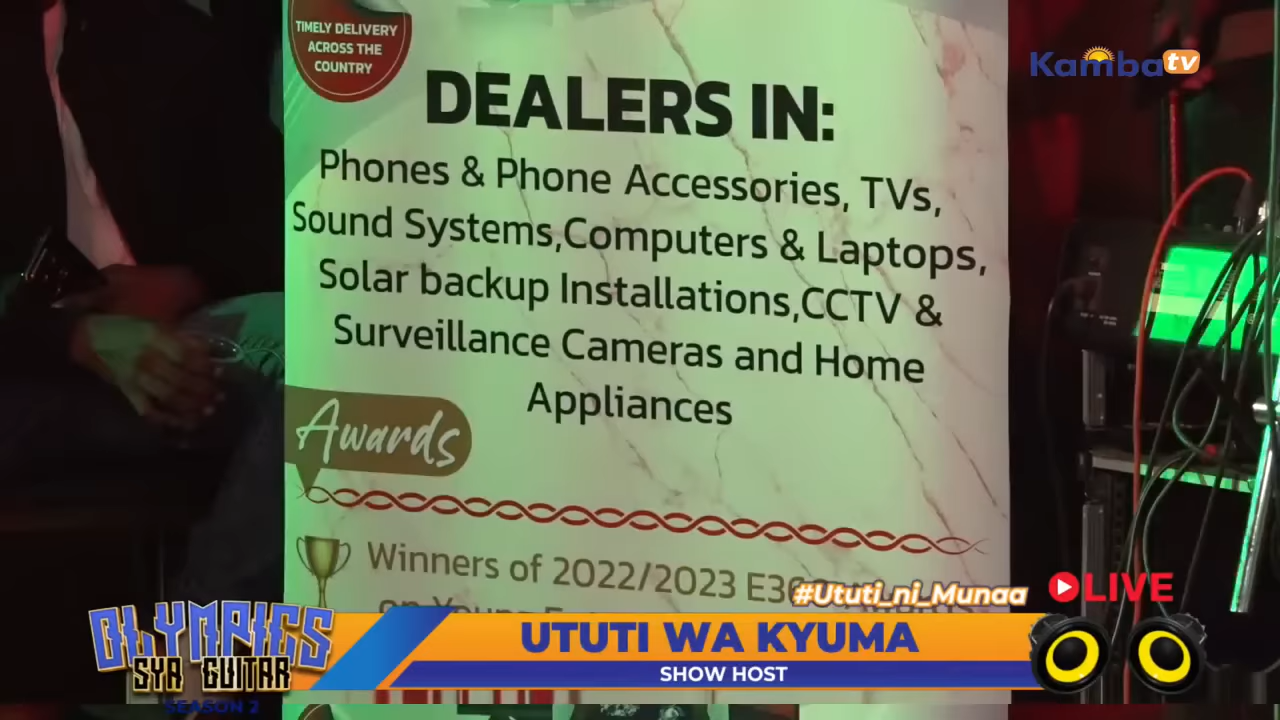 TIMELY DELIVERY
ACROSS THE
COUNTRY
Kamba tv
DEALERS IN:
Phones & Phone Accessories, TVs,
Sound Systems,Computers & Laptops,
Solar backup Installations,CCTV &
Surveillance Cameras and Home
Appliances
Awards
Winners of 2022/2023
#Ututi_ni_Munaa
LIVE
OLYMPICS
SYA GUITAR
SEASON 2
UTUTI WA KYUMA
SHOW HOST